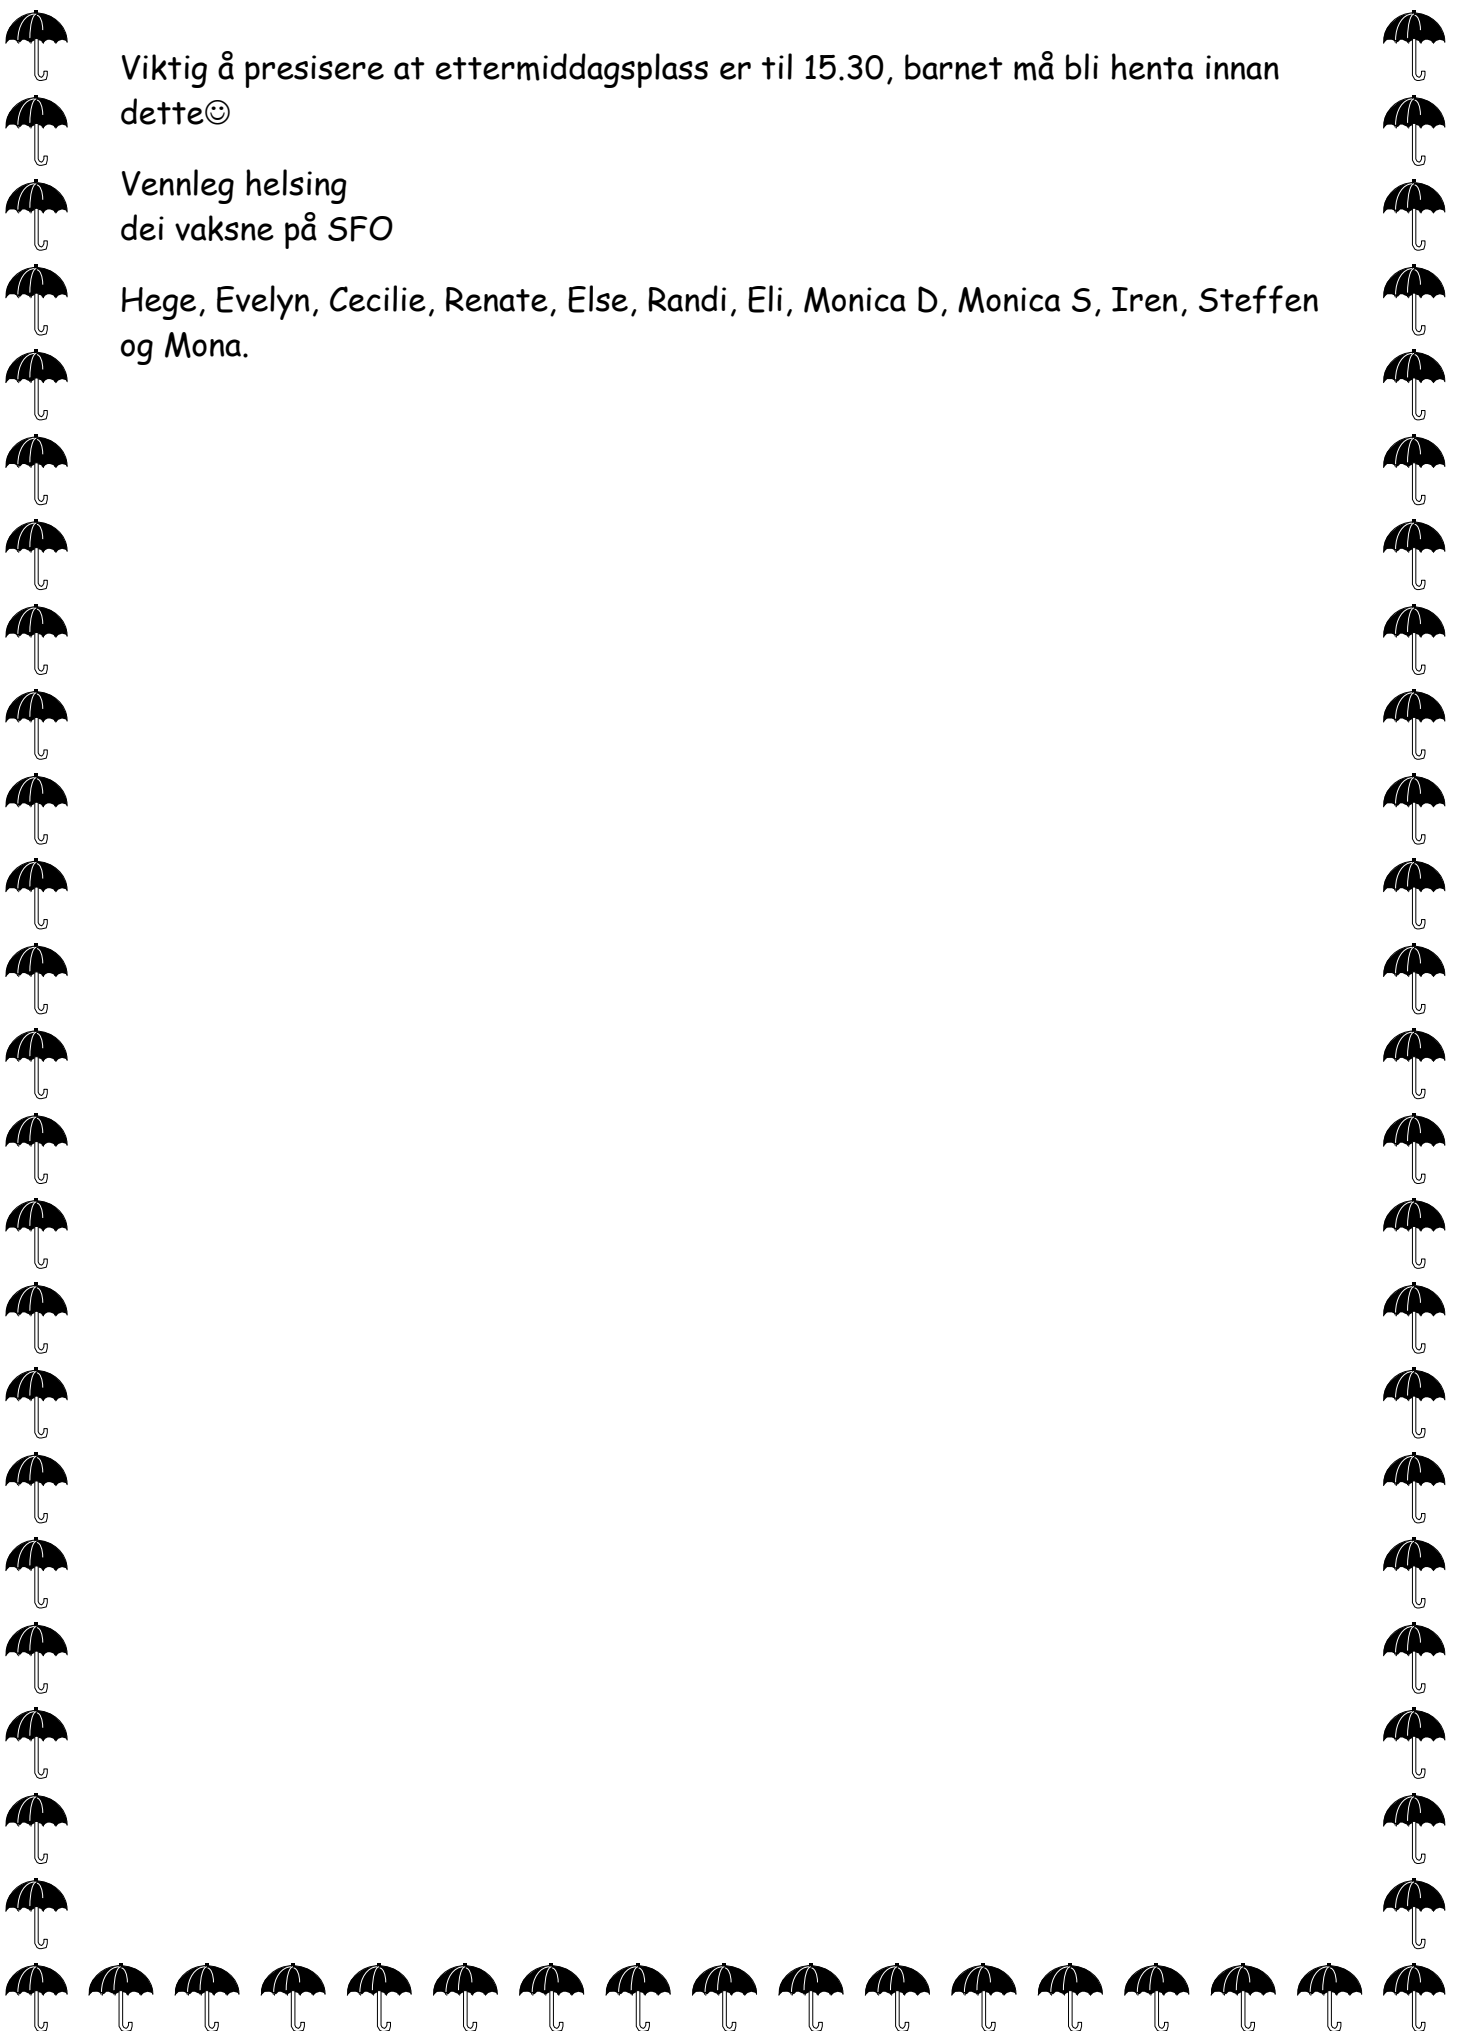 Viktig å presisere at ettermiddagsplass er til 15.30, barnet må bli henta innan
dette☺
Vennleg helsing
dei vaksne på SFO
Hege, Evelyn, Cecilie, Renate, Else, Randi, Eli, Monica D, Monica S, Iren, Steffen
og Mona.